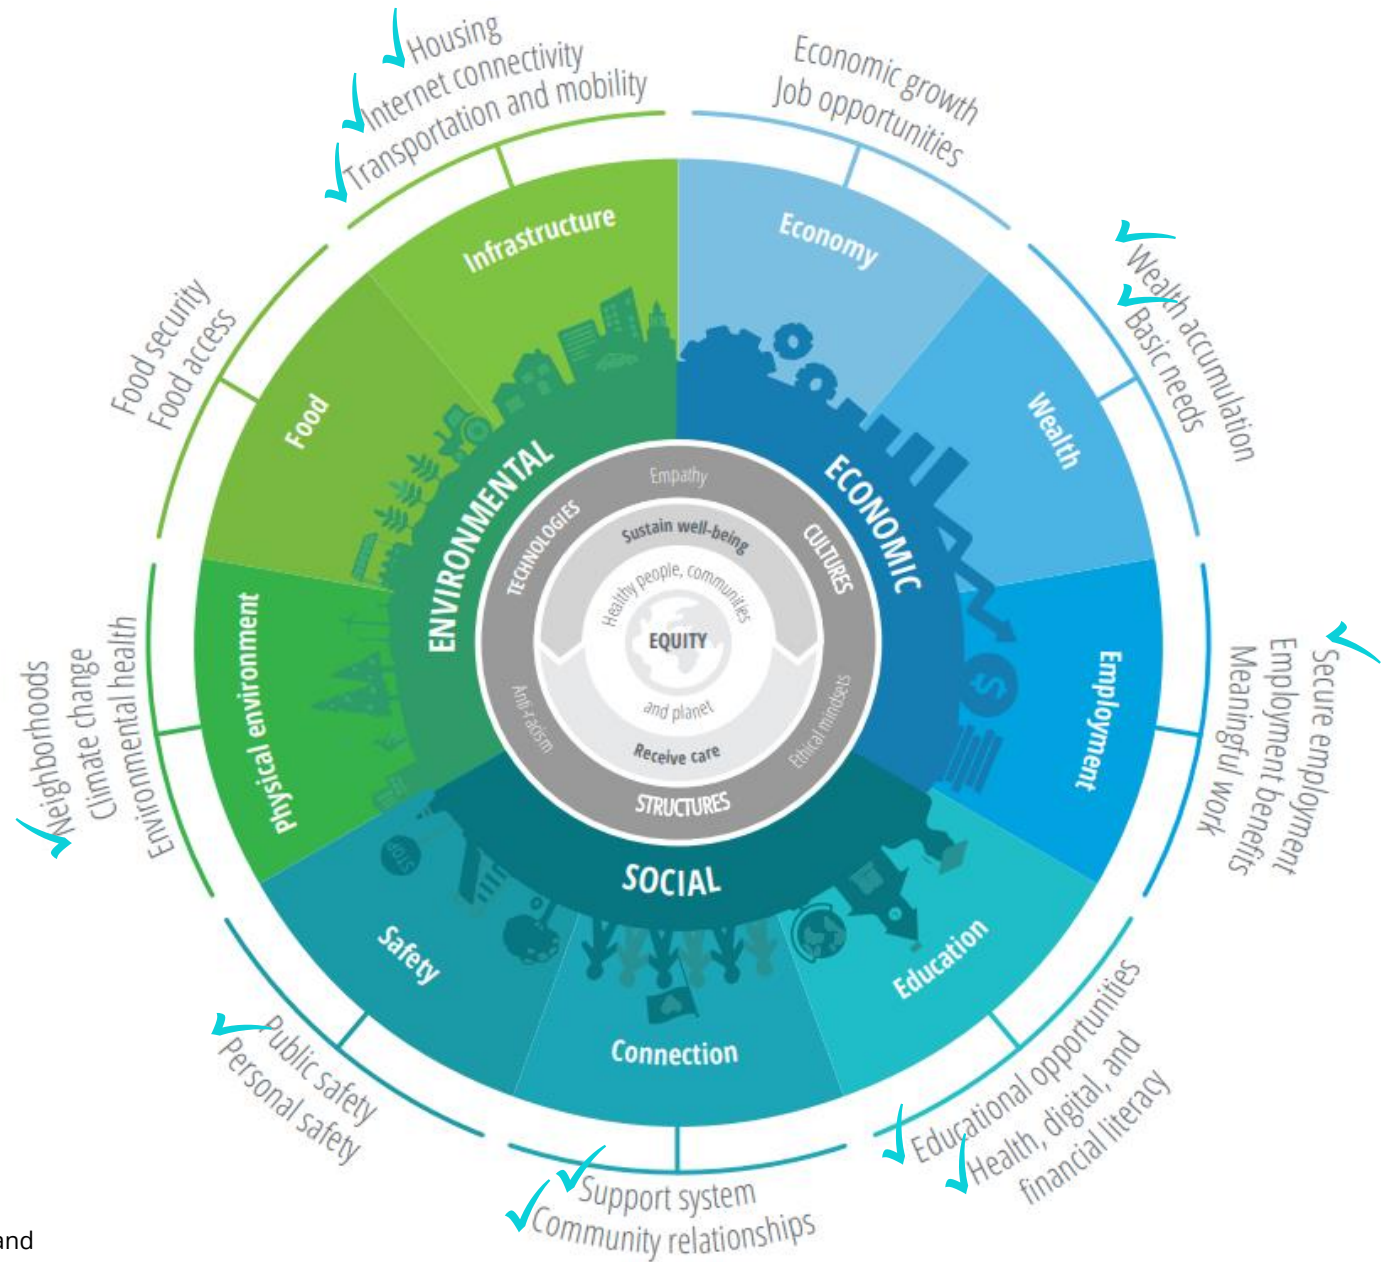 Housing
Internet connectivity
Transportation and mobility
Economic growth
Job opportunities
Wealth accumulation
Basic needs
Secure employment
Employment benefits
Meaningful work
Educational opportunities
Health, digital, and
financial literacy
Support system
Community relationships
Public safety
Personal safety
Neighborhoods
Climate change
Environmental health
Food security
Food access
Infrastructure
Economy
Wealth
Employment
Education
Connection
Safety
Physical environment
Food
ENVIRONMENTAL
ECONOMIC
SOCIAL
STOP
Empathy
TECHNOLOGIES
CULTURES
Anti-racism
Ethical mindsets
STRUCTURES
Sustain well-being
Receive care
Healthy people, communities
EQUITY
and planet
and